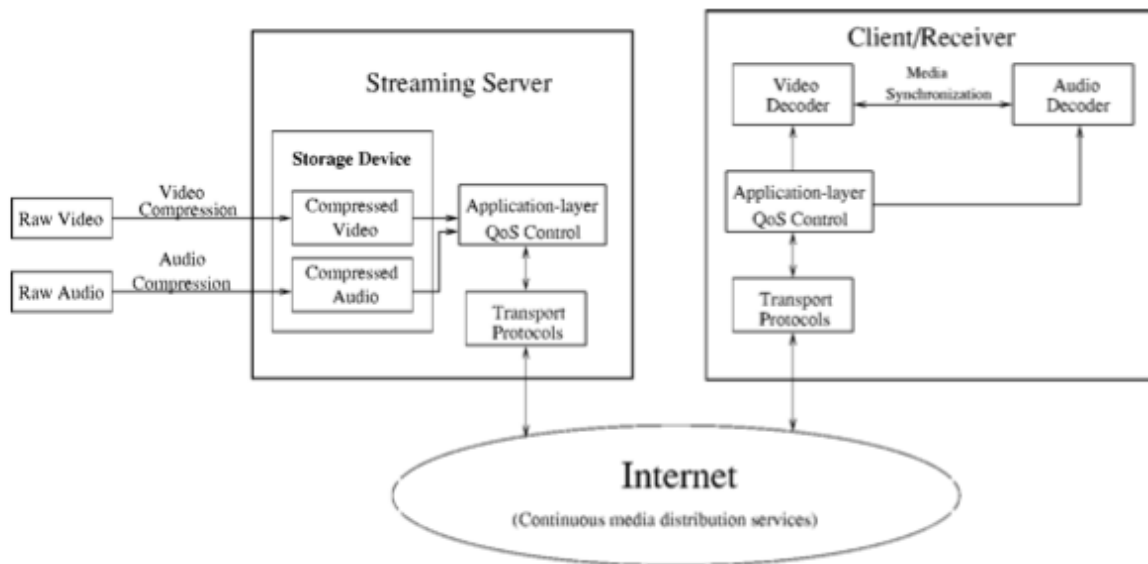 Streaming Server
Storage Device
Raw Video
Video
Compression
Compressed
Video
Application-layer
QoS Control
Raw Audio
Audio
Compression
Compressed
Audio
Transport
Protocols
Client/Receiver
Video
Decoder
Media
Synchronization
Audio
Decoder
Application-layer
QoS Control
Transport
Protocols
Internet
(Continuous media distribution services)